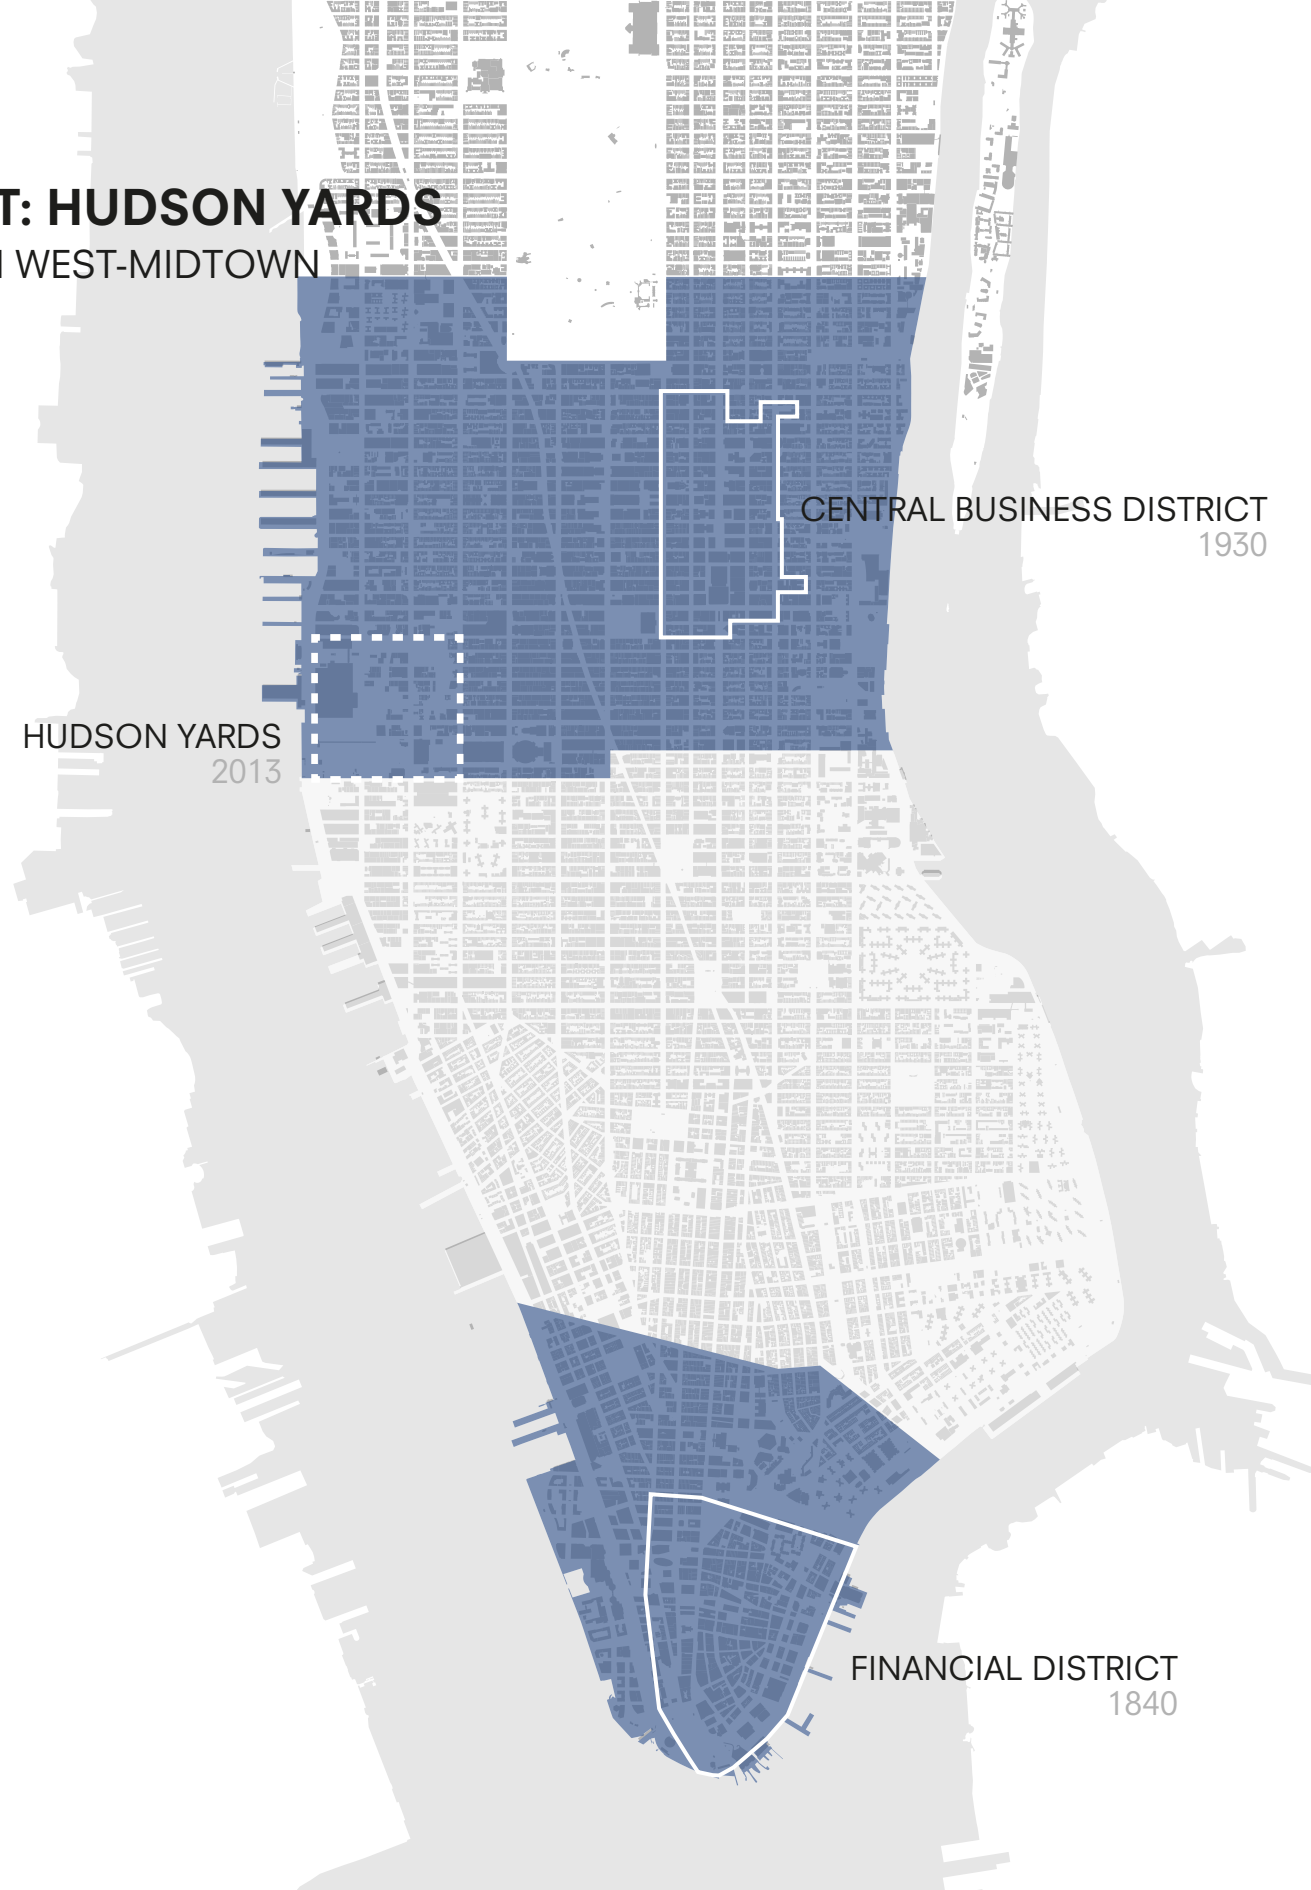 T: HUDSON YARDS
WEST-MIDTOWN
CENTRAL BUSINESS DISTRICT
1930
HUDSON YARDS
2013
FINANCIAL DISTRICT
1840